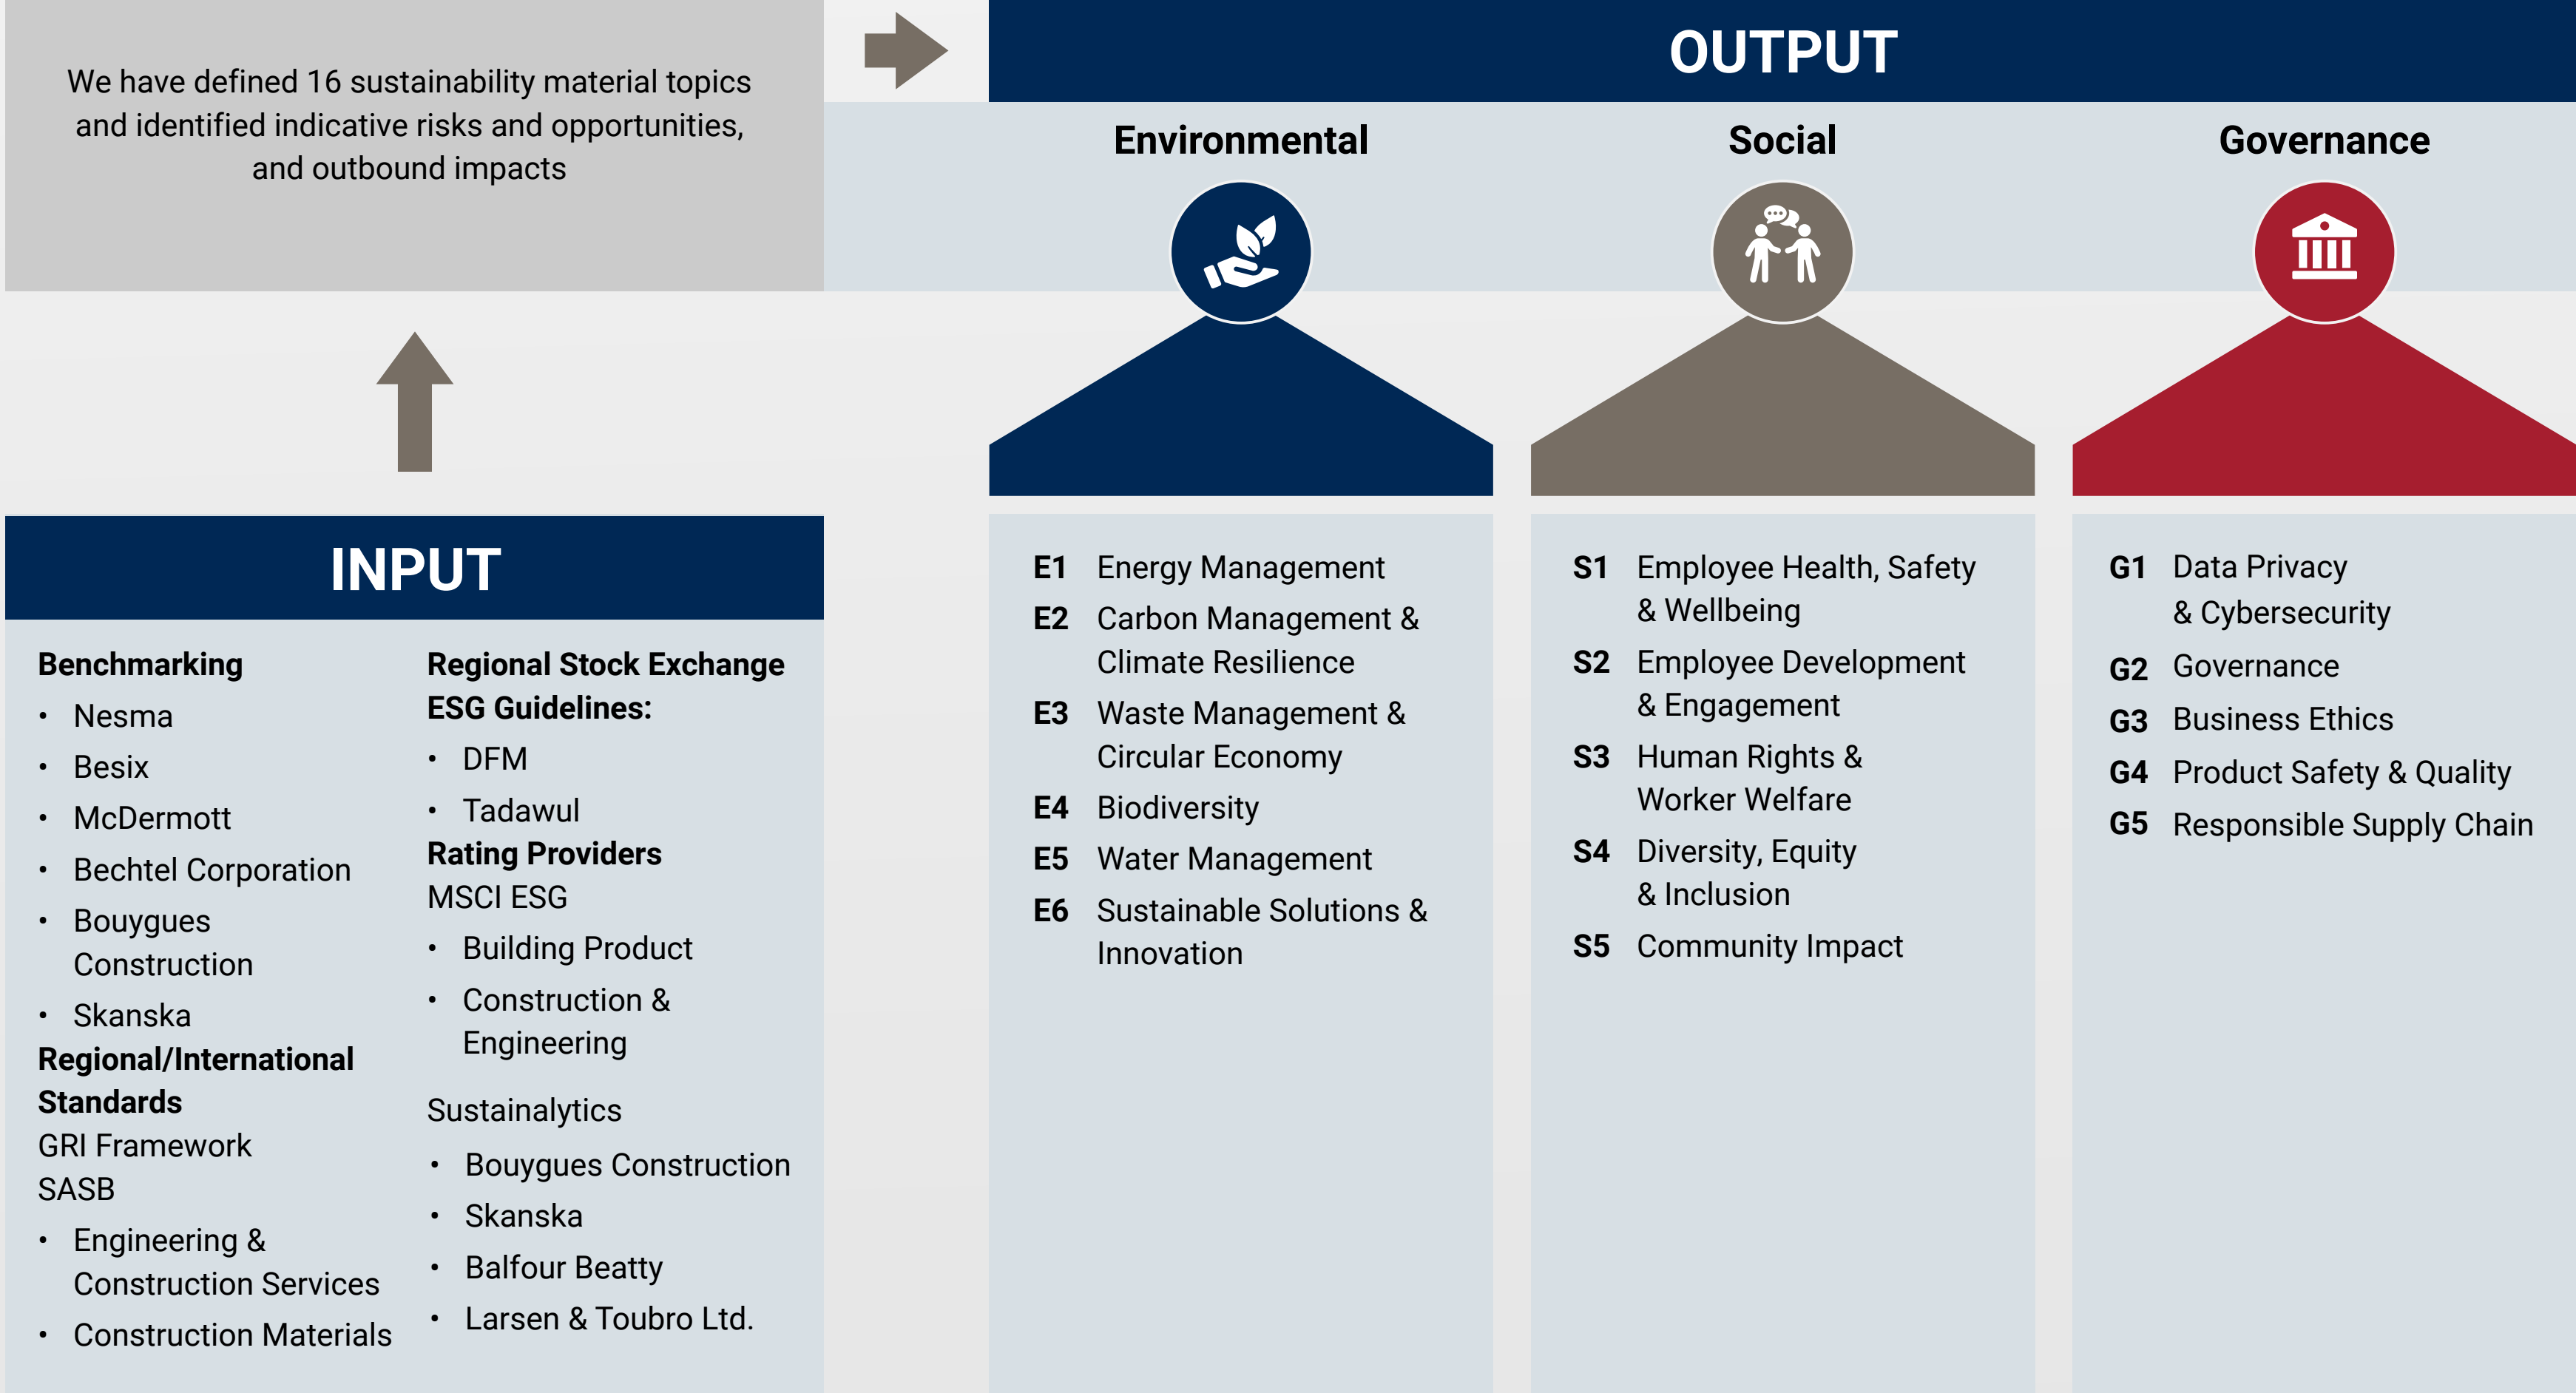 We have defined 16 sustainability material topics
and identified indicative risks and opportunities,
and outbound impacts
INPUT
Benchmarking
• Nesma
• Besix
• McDermott
• Bechtel Corporation
• Bouygues
Construction
• Skanska
Regional/International
Standards
GRI Framework
SASB
• Engineering &
Construction Services
• Construction Materials
Regional Stock Exchange
ESG Guidelines:
• DFM
• Tadawul
Rating Providers
MSCI ESG
• Building Product
• Construction &
Engineering
Sustainalytics
• Bouygues Construction
• Skanska
• Balfour Beatty
• Larsen & Toubro Ltd.
OUTPUT
Environmental
E1 Energy Management
E2 Carbon Management &
Climate Resilience
E3 Waste Management &
Circular Economy
E4 Biodiversity
E5 Water Management
E6 Sustainable Solutions &
Innovation
Social
S1 Employee Health, Safety
& Wellbeing
S2 Employee Development
& Engagement
S3 Human Rights &
Worker Welfare
S4 Diversity, Equity
& Inclusion
S5 Community Impact
Governance
G1 Data Privacy
& Cybersecurity
G2 Governance
G3 Business Ethics
G4 Product Safety & Quality
G5 Responsible Supply Chain